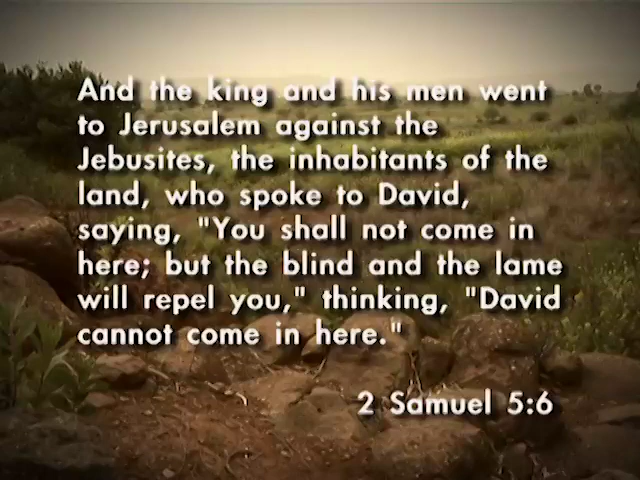 And the king and his men went
to Jerusalem against the
Jebusites, the inhabitants of the
land, who spoke to David,
saying, "You shall not come in
here; but the blind and the lame
will repel you," thinking, "David
cannot come in here."
2 Samuel 5:6